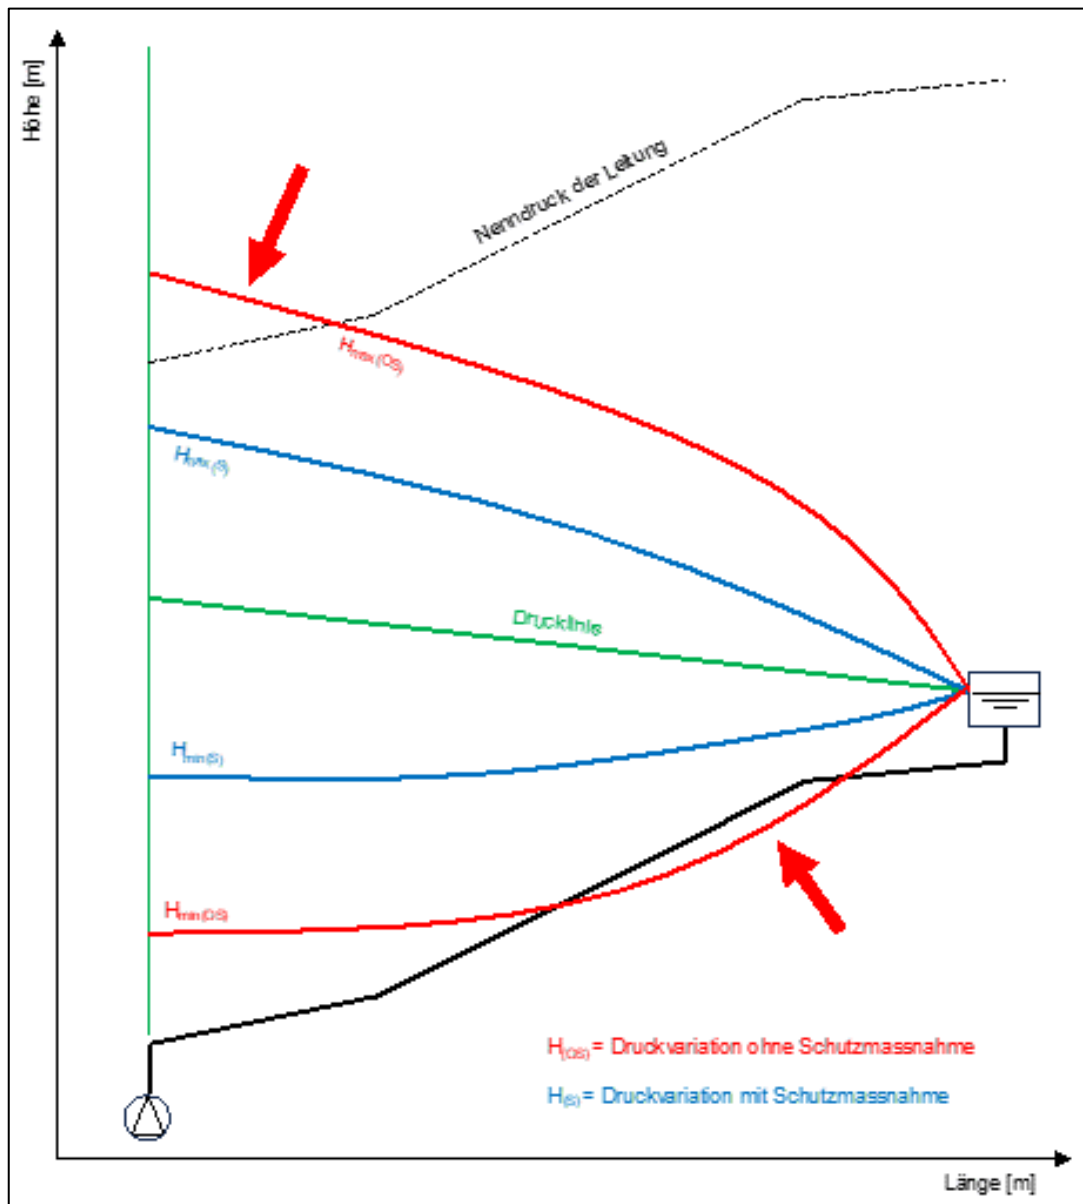 Höhe [m]
Nenndruck der Leitung
Hmax (OS)
Hmax (S)
Drucklinie
Hmin(S)
Hmin(OS)
H(OS) = Druckvariation ohne Schutzmassnahme
H(S) = Druckvariation mit Schutzmassnahme
Länge [m]